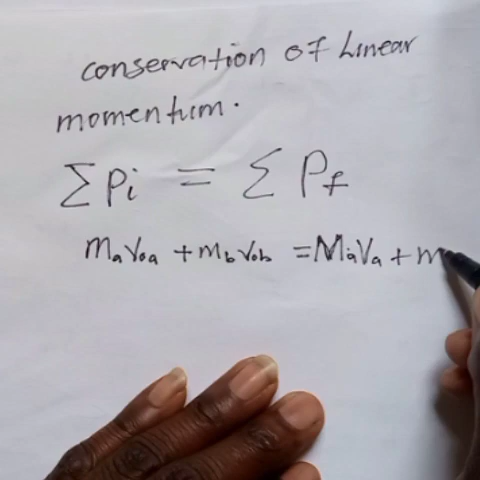 conservation of Linear
momentum.
∑Pi = ∑Pf
maVoa + mbVob = MaVa + m